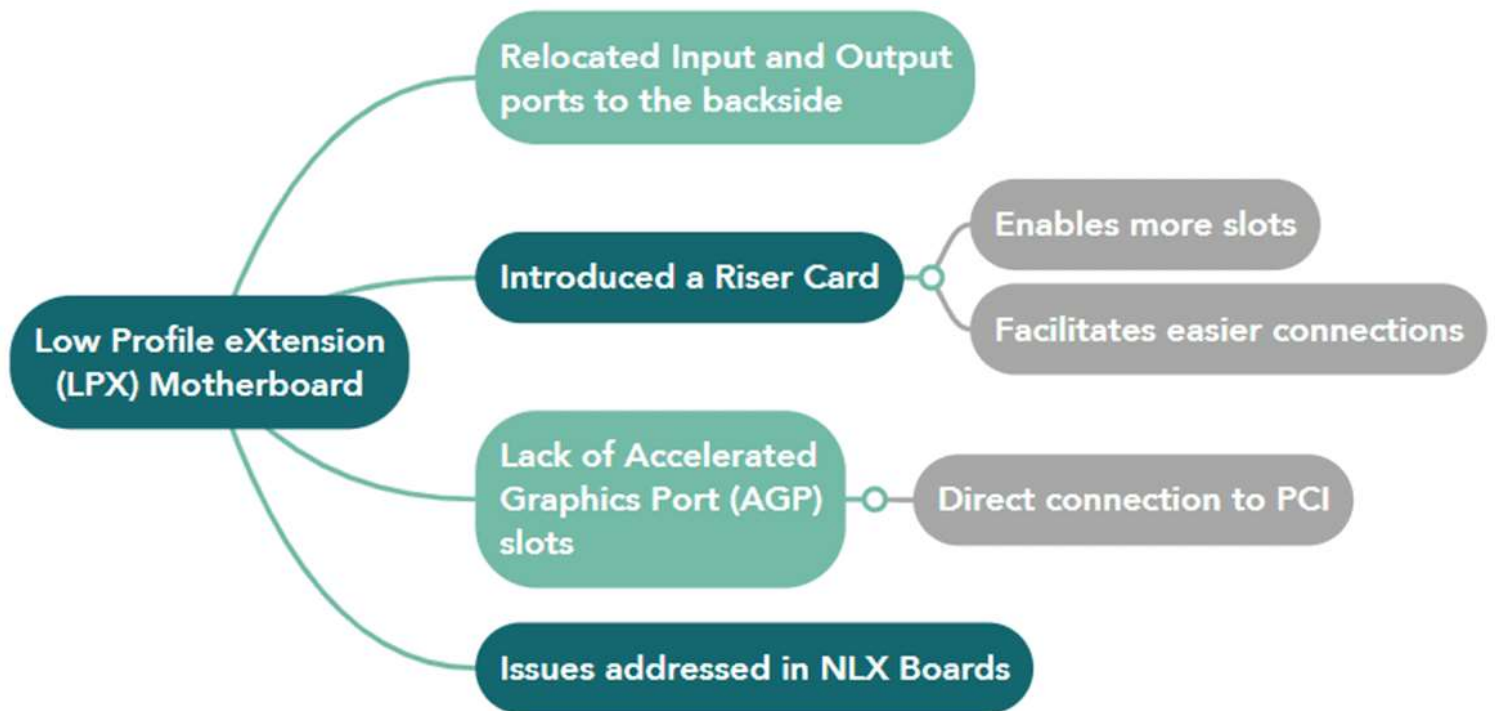 Low Profile eXtension
(LPX) Motherboard
Relocated Input and Output
ports to the backside
Introduced a Riser Card
Enables more slots
Facilitates easier connections
Lack of Accelerated
Graphics Port (AGP)
slots
Direct connection to PCI
Issues addressed in NLX Boards